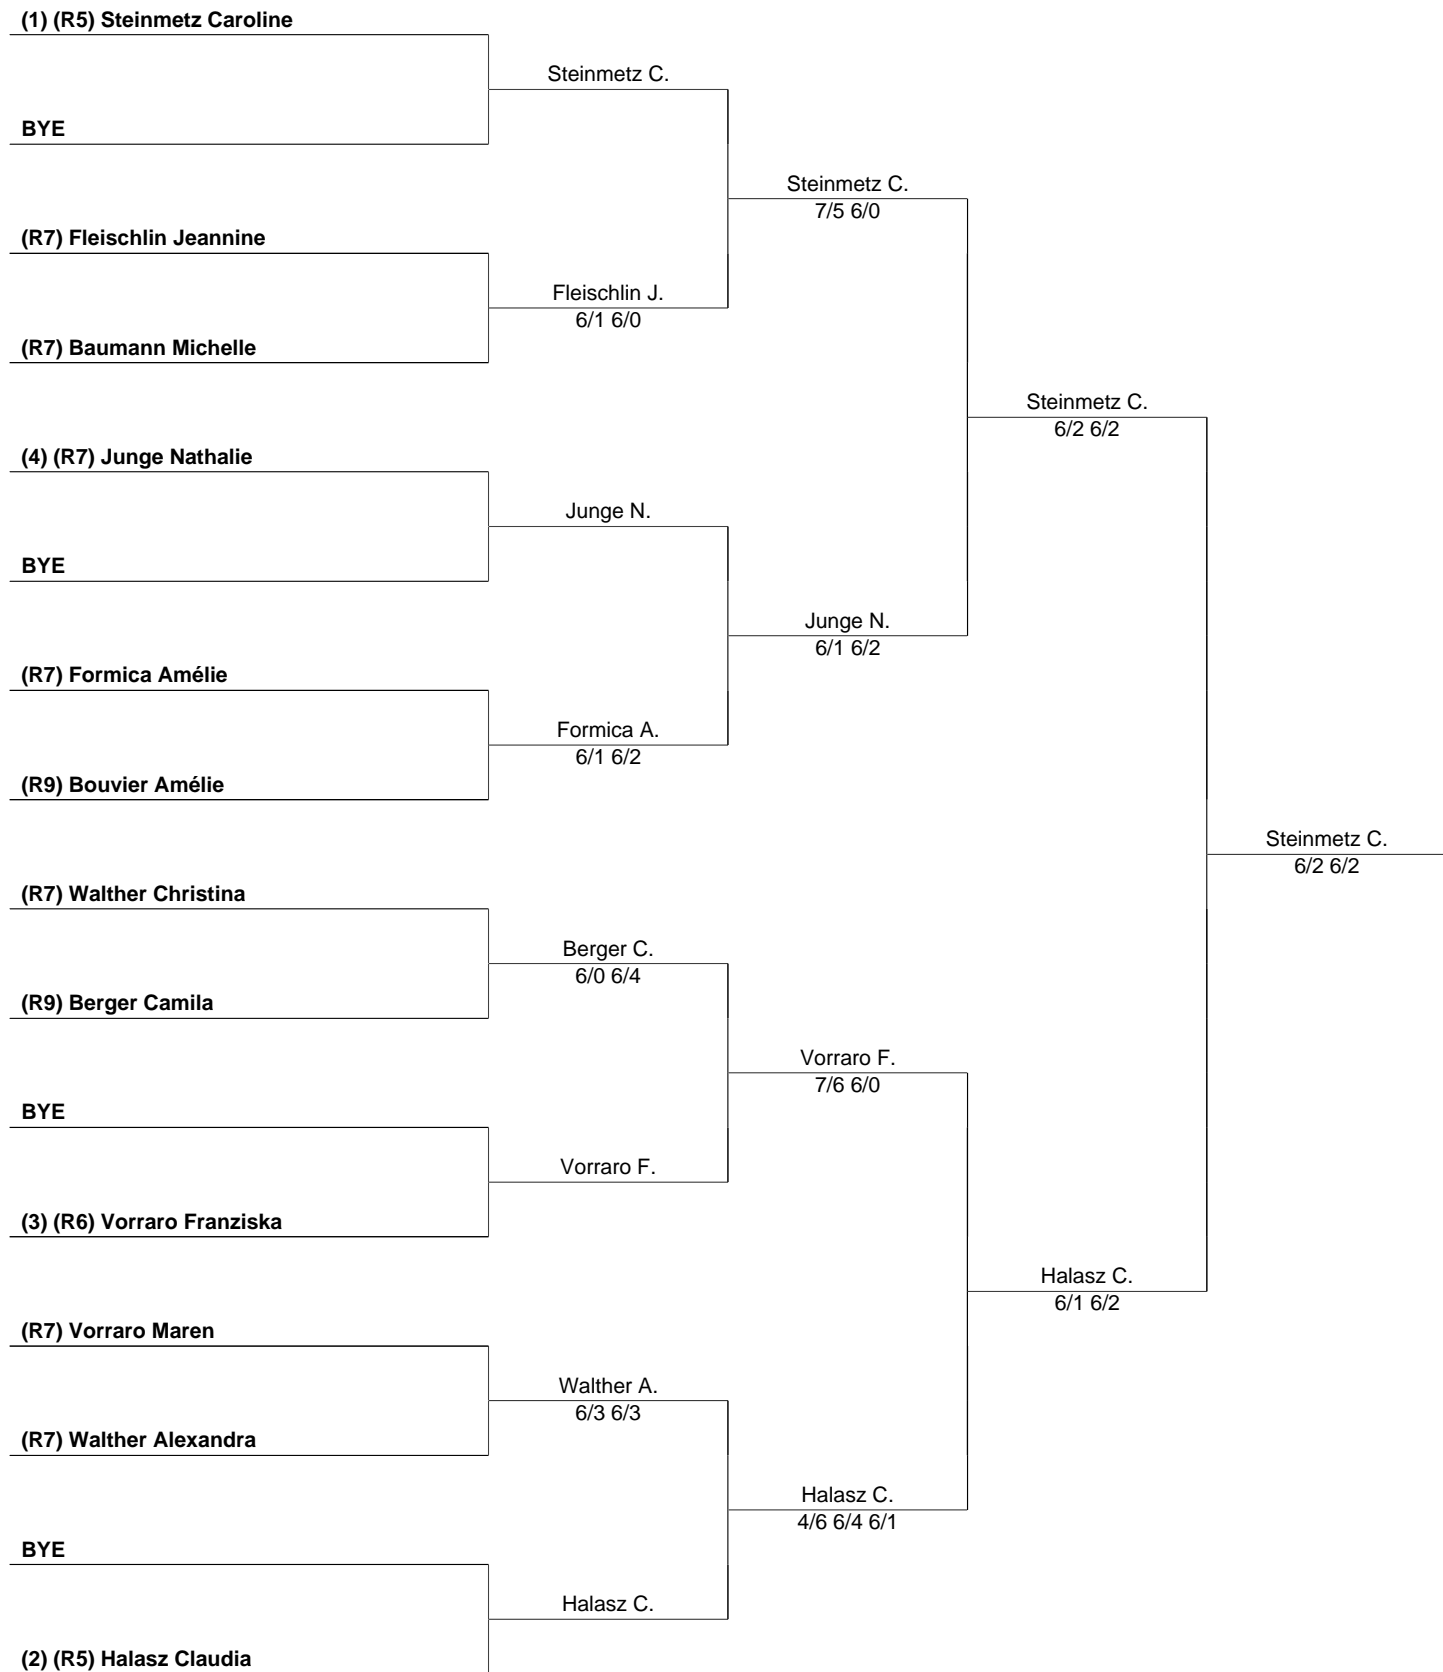 (1) (R5) Steinmetz Caroline
Steinmetz C.
BYE
Steinmetz C.
7/5 6/0
(R7) Fleischlin Jeannine
Fleischlin J.
6/1 6/0
(R7) Baumann Michelle
Steinmetz C.
6/2 6/2
(4) (R7) Junge Nathalie
Junge N.
BYE
Junge N.
6/1 6/2
(R7) Formica Amélie
Formica A.
6/1 6/2
(R9) Bouvier Amélie
Steinmetz C.
6/2 6/2
(R7) Walther Christina
Berger C.
6/0 6/4
(R9) Berger Camila
Vorraro F.
7/6 6/0
BYE
Vorraro F.
(3) (R6) Vorraro Franziska
Halasz C.
6/1 6/2
(R7) Vorraro Maren
Walther A.
6/3 6/3
(R7) Walther Alexandra
Halasz C.
4/6 6/4 6/1
BYE
Halasz C.
(2) (R5) Halasz Claudia